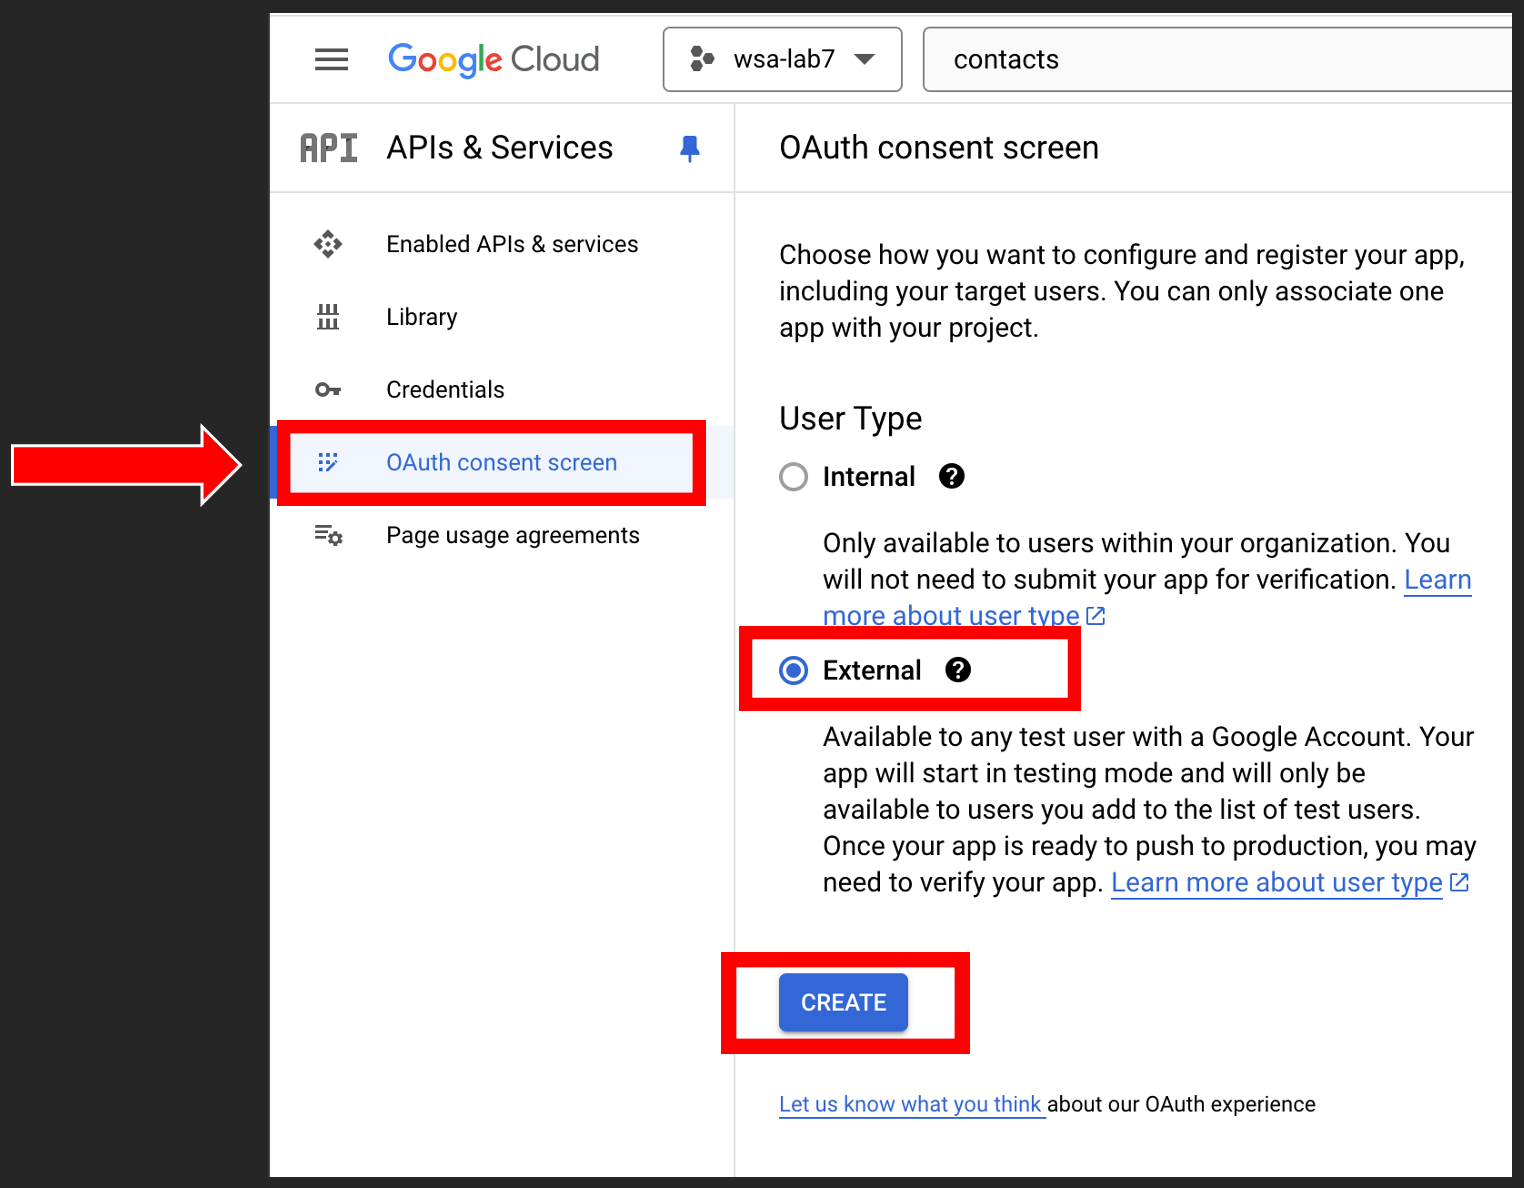 Google Cloud
wsa-lab7
contacts
API
APIs & Services
OAuth consent screen
Enabled APIs & services
Library
Credentials
OAuth consent screen
Page usage agreements
Choose how you want to configure and register your app,
including your target users. You can only associate one
app with your project.
User Type
Internal
Only available to users within your organization. You
will not need to submit your app for verification. Learn
more about user type
External
Available to any test user with a Google Account. Your
app will start in testing mode and will only be
available to users you add to the list of test users.
Once your app is ready to push to production, you may
need to verify your app. Learn more about user type
CREATE
Let us know what you think about our OAuth experience